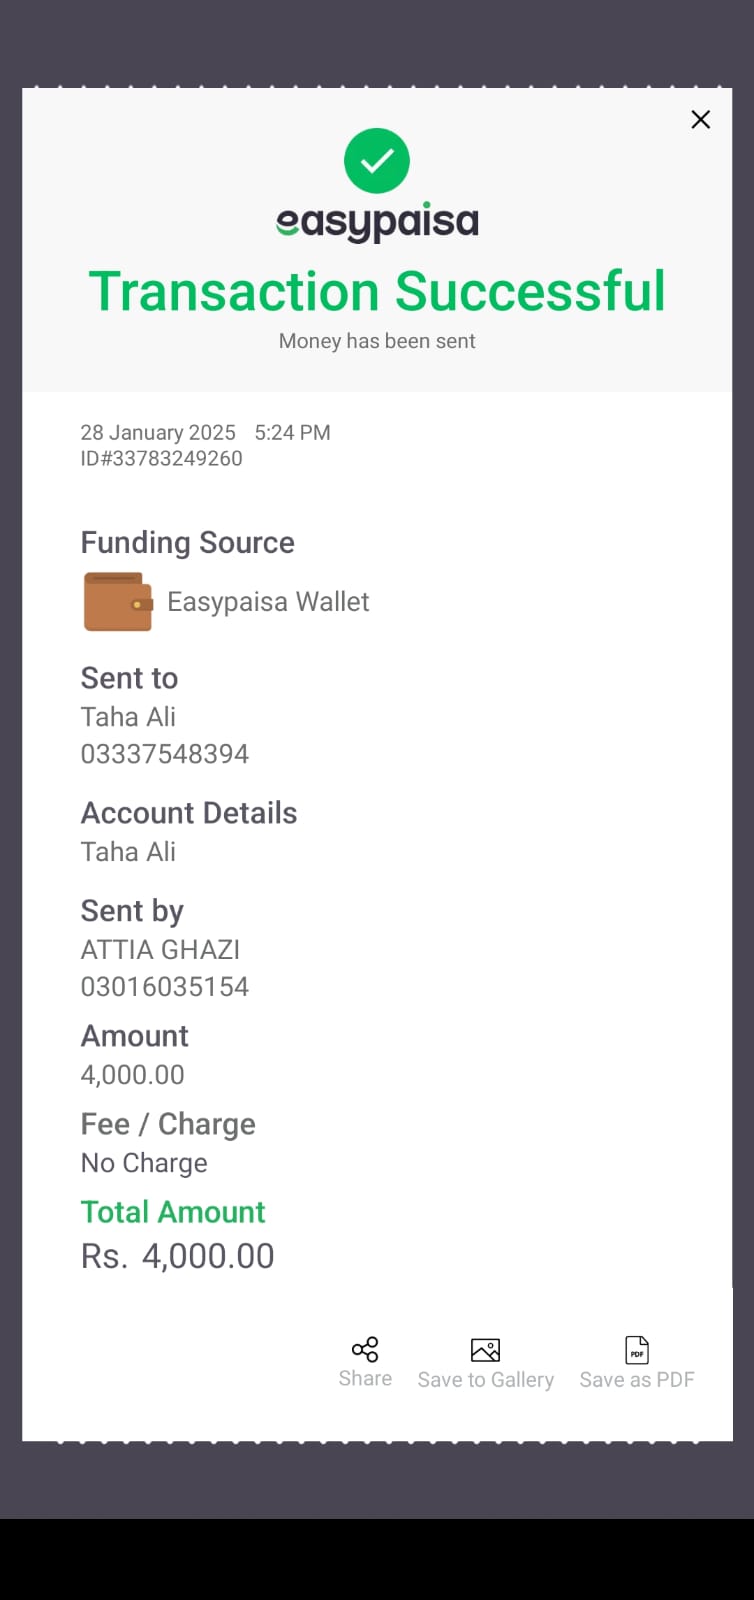 easypaisa
Transaction Successful
Money has been sent
28 January 2025 5:24 PM
ID#33783249260
Funding Source
Easypaisa Wallet
Sent to
Taha Ali
03337548394
Account Details
Taha Ali
Sent by
ATTIA GHAZI
03016035154
Amount
4,000.00
Fee / Charge
No Charge
Total Amount
Rs. 4,000.00
PDF
Share Save to Gallery Save as PDF